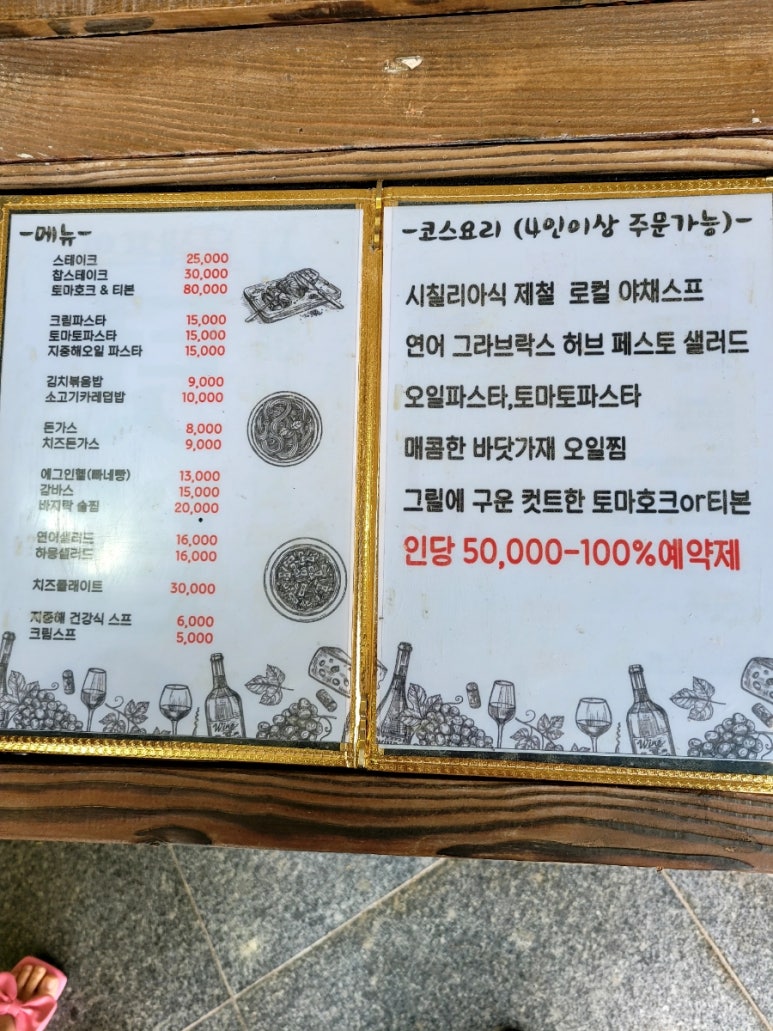 -메뉴-
스테이크 25,000
찹스테이크 30,000
토마호크 & 티본 80,000
크림파스타 15,000
토마토파스타 15,000
지중해오일 파스타 15,000
김치볶음밥 9,000
소고기카레덮밥 10,000
돈가스 8,000
치즈돈가스 9,000
에그인헬(빠네빵) 13,000
감바스 15,000
바지락 술찜 20,000
연어샐러드 16,000
하몽샐러드 16,000
치즈플레이트 30,000
지중해 건강식 스프 6,000
크림스프 5,000
-코스요리 (4인이상 주문가능)-
시칠리아식 제철 로컬 야채스프
연어 그라브락스 허브 페스토 샐러드
오일파스타,토마토파스타
매콤한 바닷가재 오일찜
그릴에 구운 컷트한 토마호크or티본
인당 50,000-100%예약제
Wine
Wine